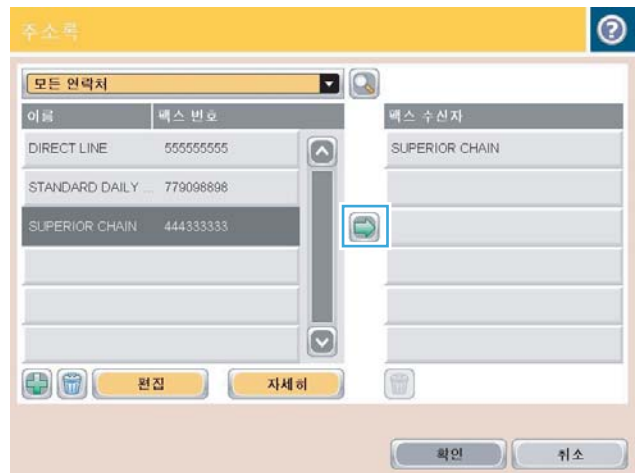 주소록
모든 연락처
이름 팩스 번호
팩스 수신자
DIRECT LINE 555555555
SUPERIOR CHAIN
STANDARD DAILY ... 779098898
SUPERIOR CHAIN 444333333
편집
자세히
확인
취소